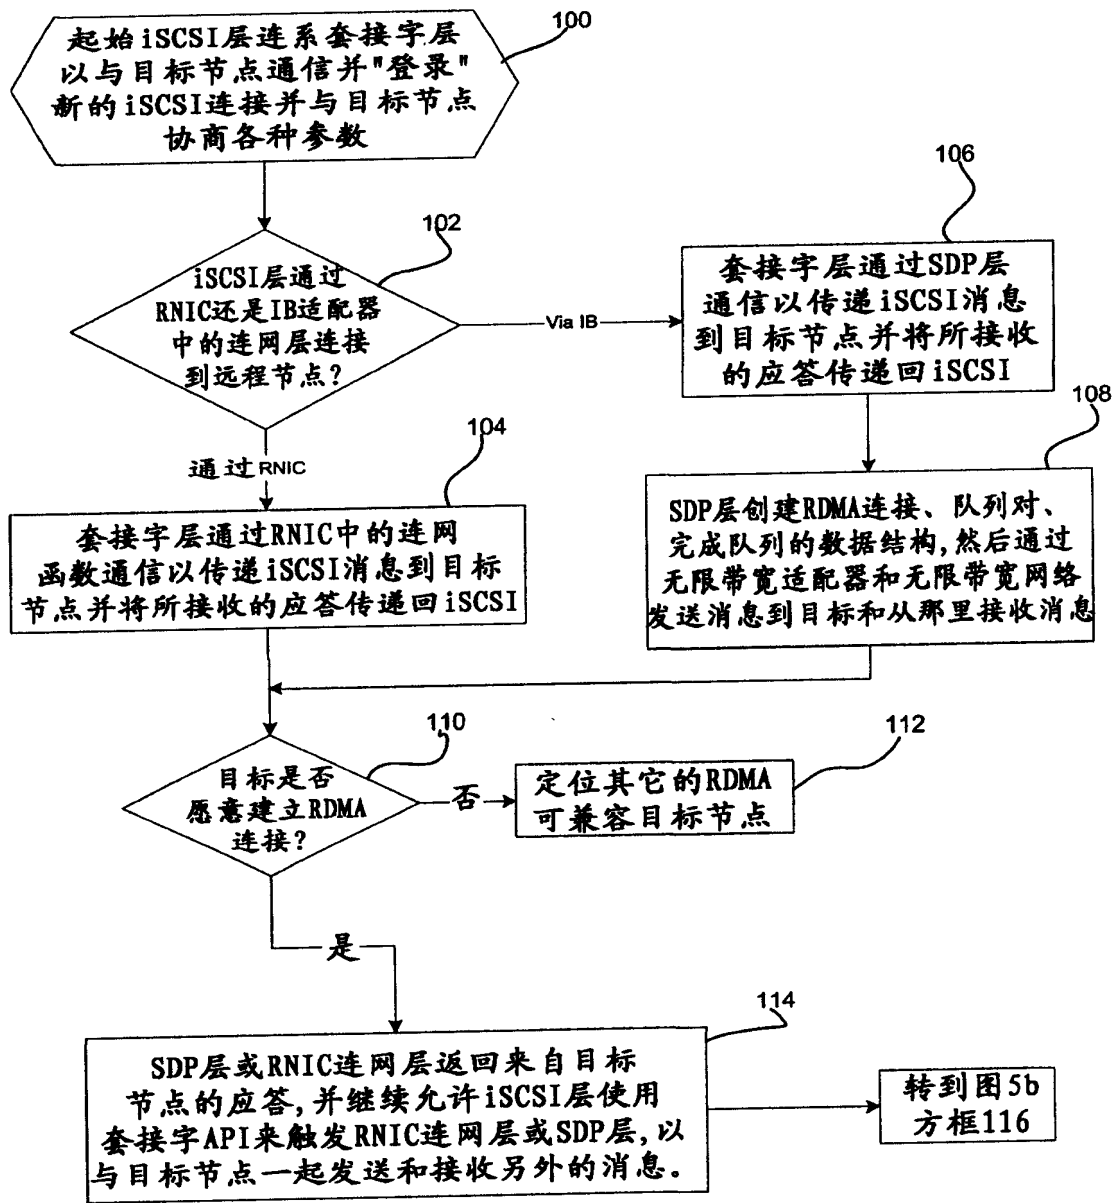 起始iSCSI层连系套接字层
以与目标节点通信并"登录"
新的iSCSI连接并与目标节点
协商各种参数
100
102
iSCSI层通过
RNIC还是IB适配器
中的连网层连接
到远程节点?
Via IB
106
套接字层通过SDP层
通信以传递iSCSI消息
到目标节点并将所接收
的应答传递回iSCSI
通过RNIC
104
套接字层通过RNIC中的连网
函数通信以传递iSCSI消息到目标
节点并将所接收的应答传递回iSCSI
108
SDP层创建RDMA连接、队列对、
完成队列的数据结构,然后通过
无限带宽适配器和无限带宽网络
发送消息到目标和从那里接收消息
110
目标是否
愿意建立RDMA
连接?
否
112
定位其它的RDMA
可兼容目标节点
是
114
SDP层或RNIC连网层返回来自目标
节点的应答,并继续允许iSCSI层使用
套接字API来触发RNIC连网层或SDP层,以
与目标节点一起发送和接收另外的消息。
转到图5b
方框116